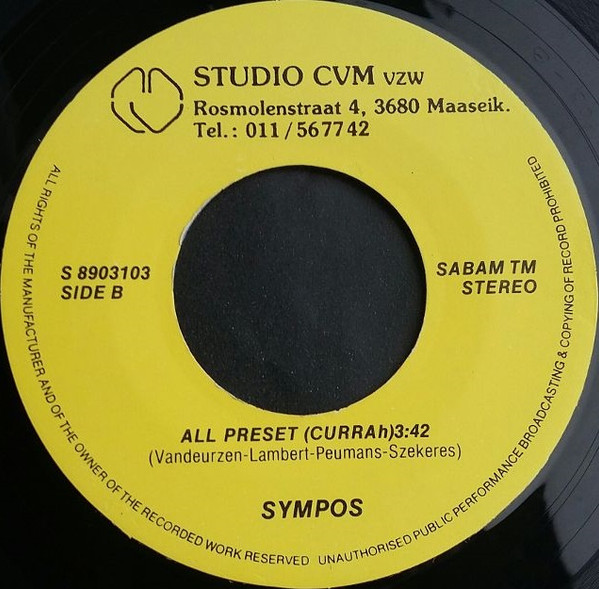 STUDIO CVM vzw
Rosmolenstraat 4, 3680 Maaseik.
Tel.: 011/567742
S 8903103
SIDE B
SABAM TM
STEREO
ALL PRESET (CURRAh)3:42
(Vandeurzen-Lambert-Peumans-Szekeres)
SYMPOS
ALL RIGHTS OF THE MANUFACTURER AND OF THE OWNER OF THE RECORDED WORK RESERVED UNAUTHORISED PUBLIC PERFORMANCE BROADCASTING & COPYING OF RECORD PROHIBITED